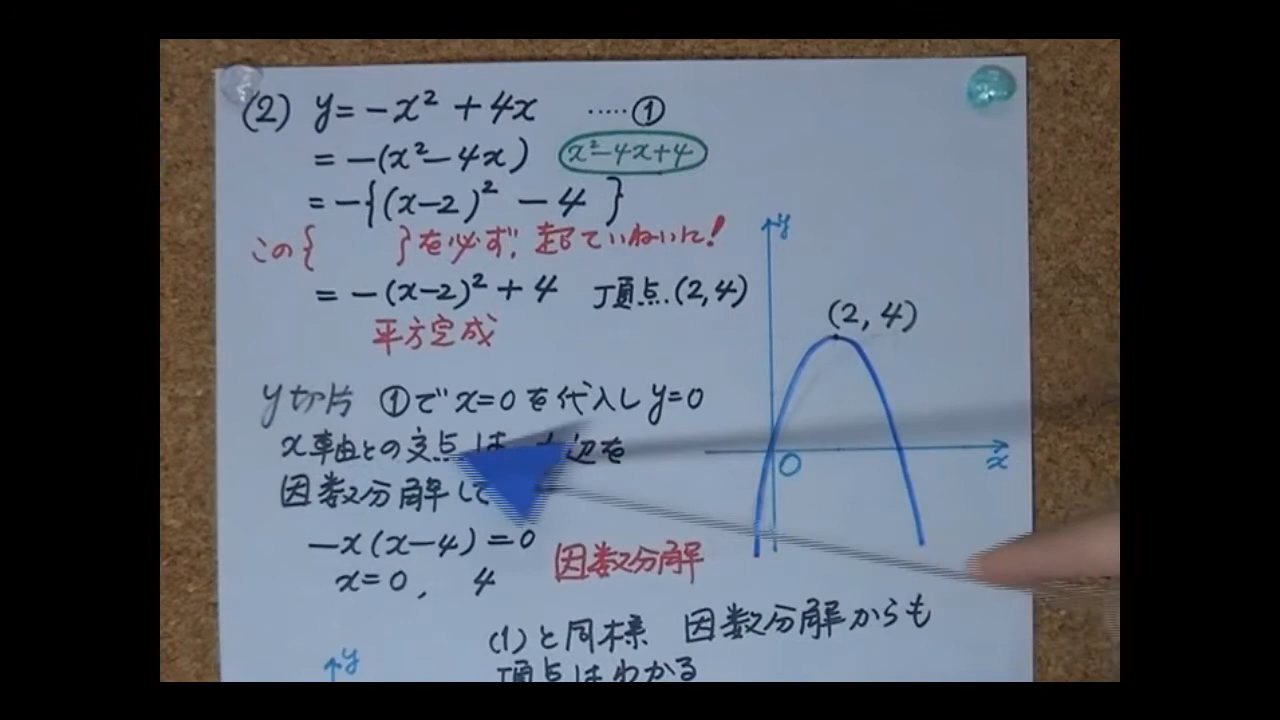 (2) y=-x²+4x ……①
=-(x²-4x) x²-4x+4
=-{(x-2)²-4}
この{ }を必ず、超ていねいに!
=-(x-2)²+4 頂点.(2,4)
平方完成
y切片 ①でx=0を代入しy=0
x軸との交点は 辺を
因数分解して
-x(x-4)=0
因数分解
x=0, 4
(1)と同様 因数分解からも
頂点はわかる
y
(2,4)
O
x
y